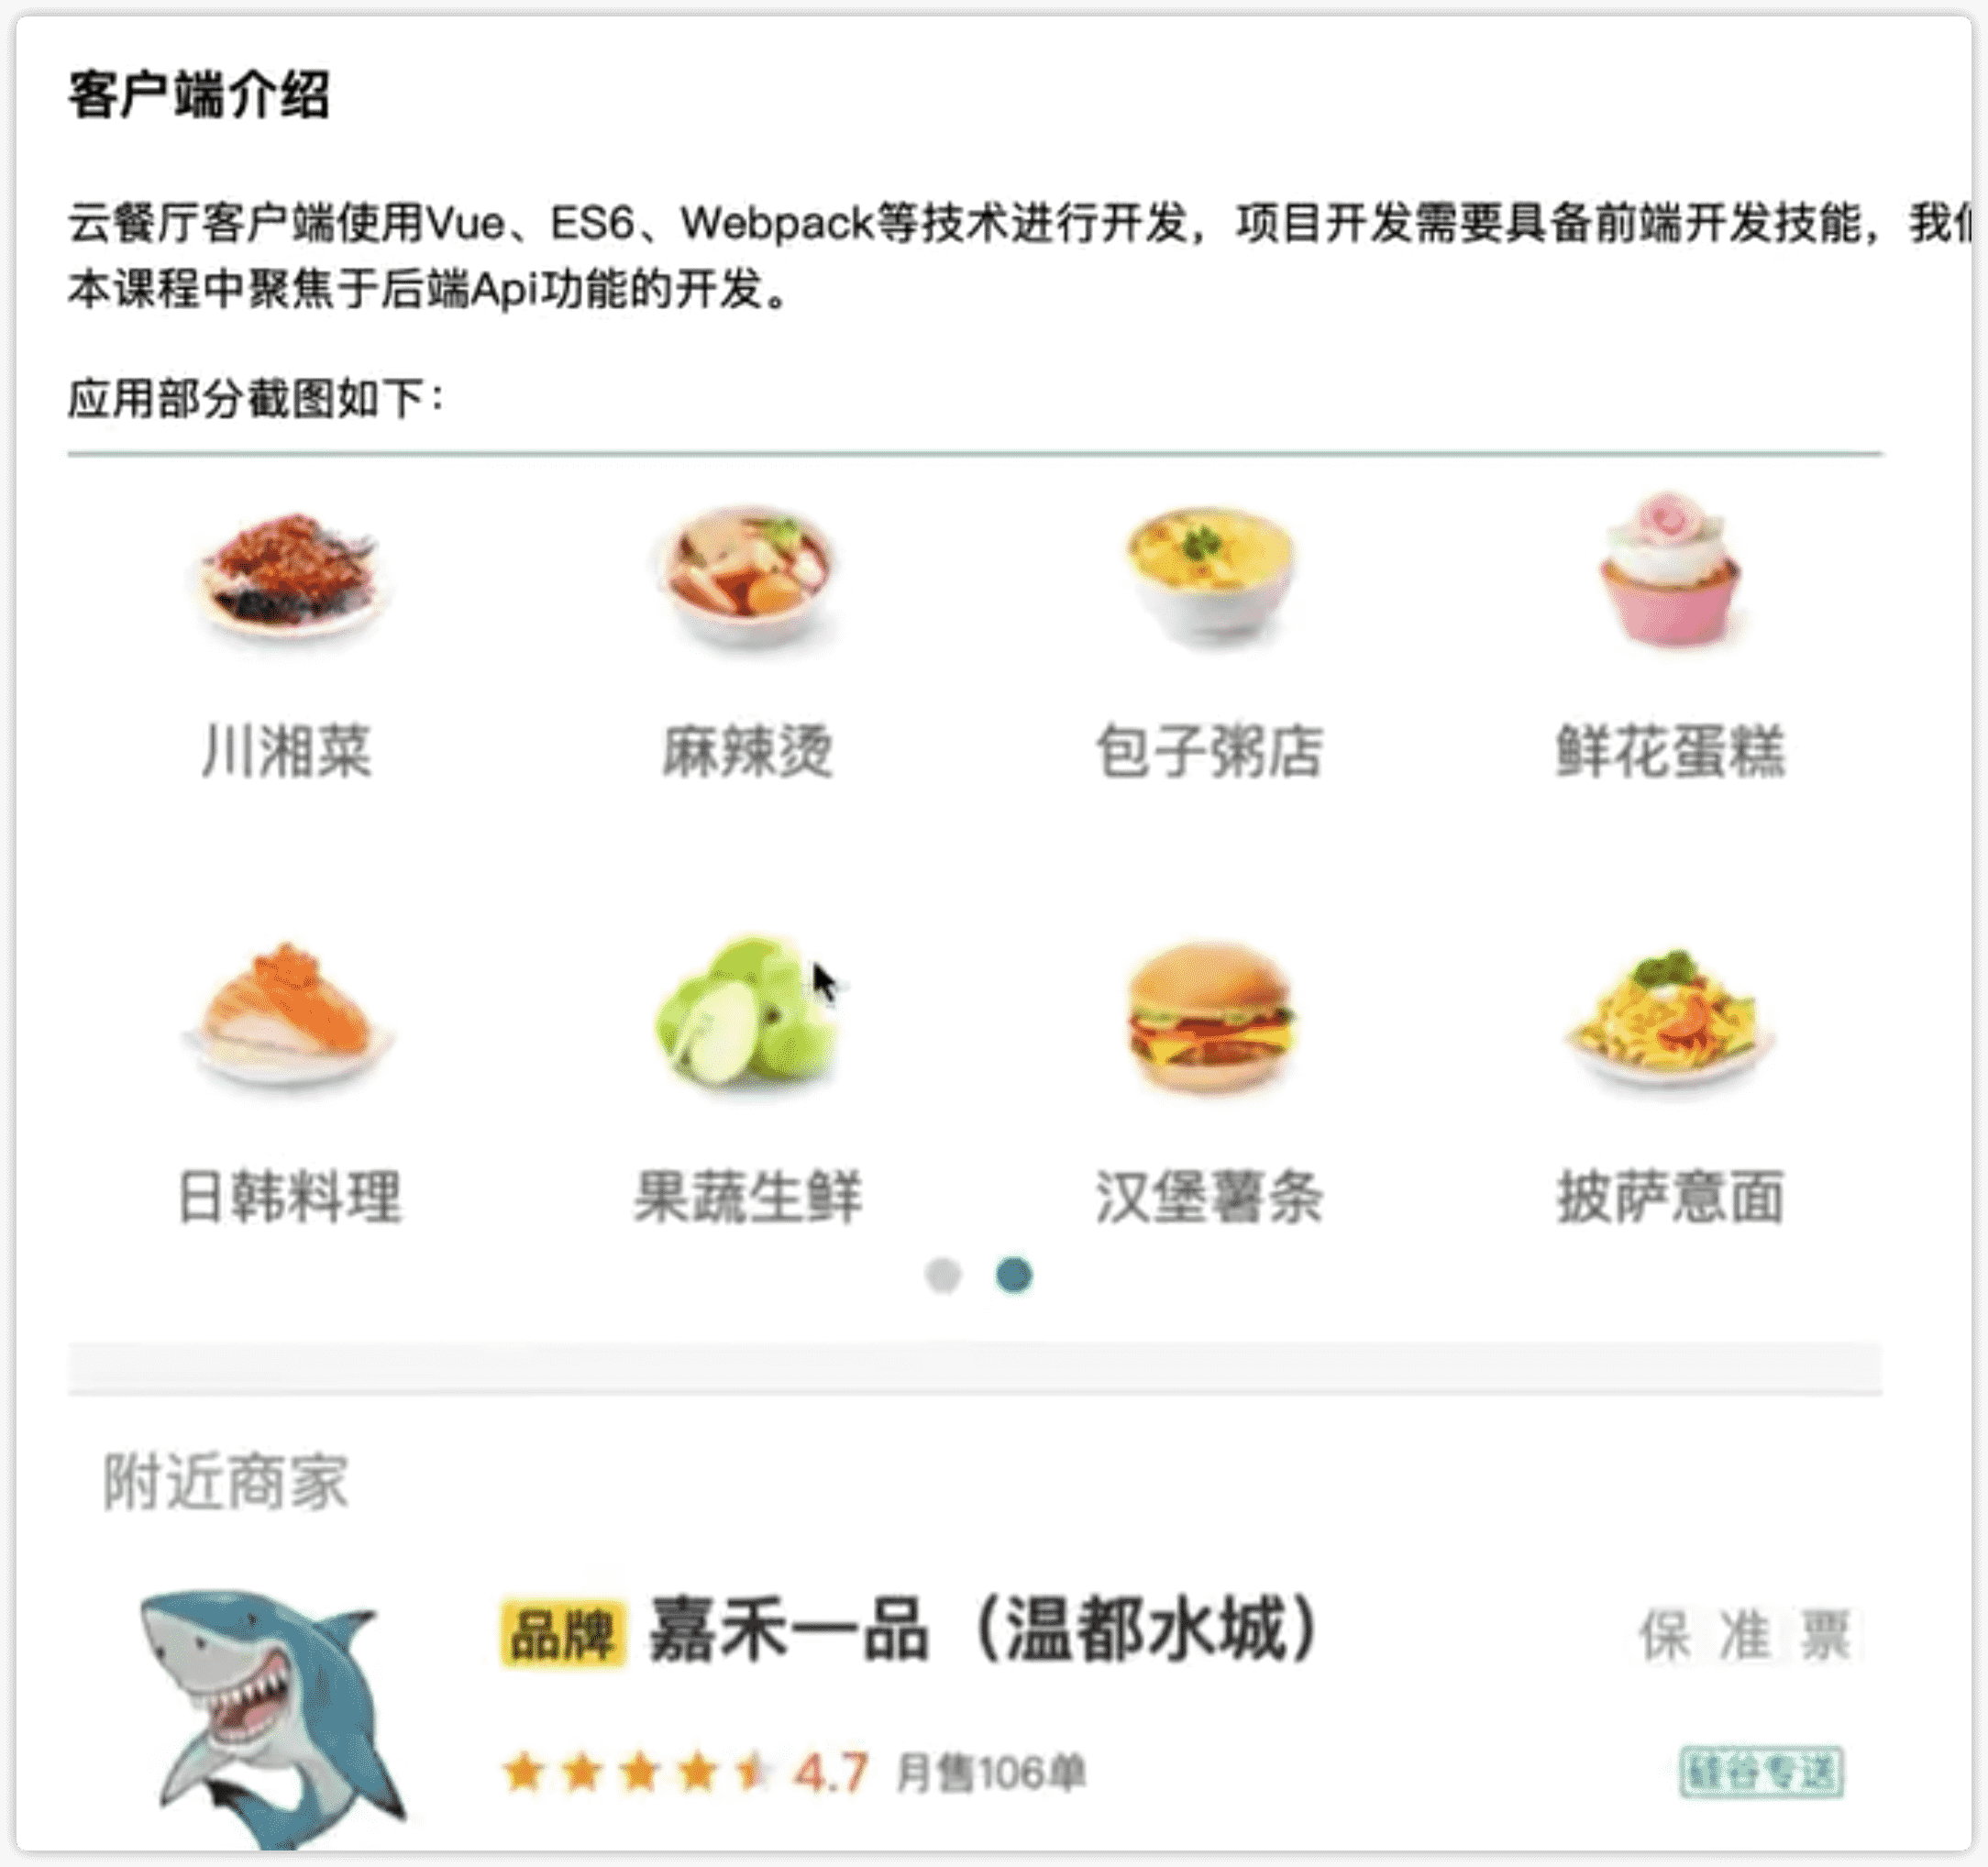 客户端介绍
云餐厅客户端使用Vue、ES6、Webpack等技术进行开发，项目开发需要具备前端开发技能，我们
本课程中聚焦于后端Api功能的开发。
应用部分截图如下：
川湘菜 麻辣烫 包子粥店 鲜花蛋糕
日韩料理 果蔬生鲜 汉堡薯条 披萨意面
附近商家
品牌 嘉禾一品（温都水城） 保 准 票
4.7 月售106单 硅谷专送